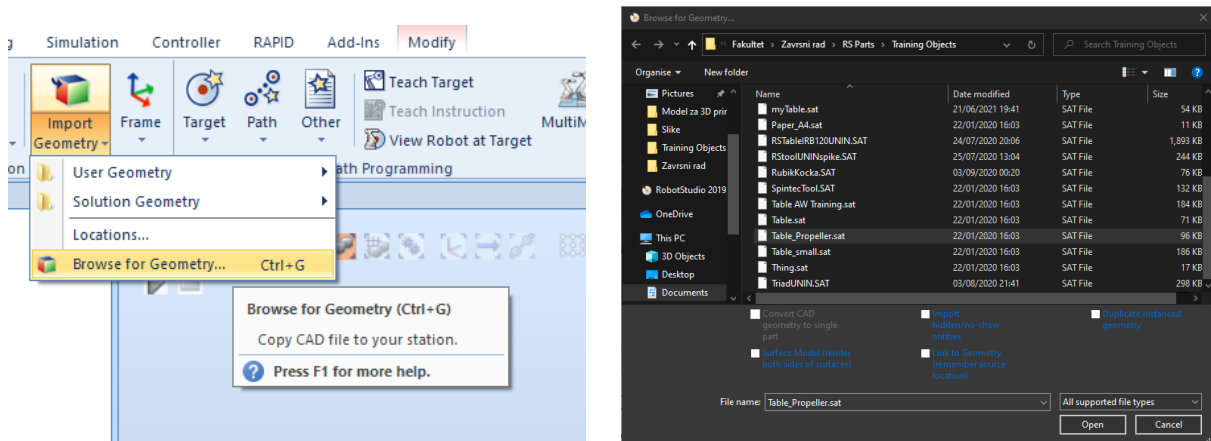 Simulation Controller RAPID Add-Ins Modify
Import Geometry
Frame
Target
Path
Other
Teach Target
Teach Instruction
View Robot at Target
MultiM
on
ath Programming
User Geometry
Solution Geometry
Locations...
Browse for Geometry... Ctrl+G
Browse for Geometry (Ctrl+G)
Copy CAD file to your station.
Press F1 for more help.
Browse for Geometry...
« Fakultet > Zavrsni rad > RS Parts > Training Objects
Search Training Objects
Organise New folder
Pictures
Model za 3D prir
Slike
Training Objects
Zavrsni rad
RobotStudio 2019
OneDrive
This PC
3D Objects
Desktop
Documents
Name Date modified Type Size
myTable.sat 21/06/2021 19:41 SAT File 54 KB
Paper_A4.sat 22/01/2020 16:03 SAT File 11 KB
RSTableIRB120UNIN.SAT 24/07/2020 20:06 SAT File 1,893 KB
RStoolUNINspike.SAT 25/07/2020 13:04 SAT File 244 KB
RubikKocka.SAT 03/09/2020 00:20 SAT File 76 KB
SpintecTool.SAT 22/01/2020 16:03 SAT File 132 KB
Table AW Training.sat 22/01/2020 16:03 SAT File 184 KB
Table.sat 22/01/2020 16:03 SAT File 71 KB
Table_Propeller.sat 22/01/2020 16:03 SAT File 96 KB
Table_small.sat 22/01/2020 16:03 SAT File 186 KB
Thing.sat 22/01/2020 16:03 SAT File 17 KB
TriadUNIN.SAT 03/08/2020 21:41 SAT File 298 KB
Convert CAD
geometry to single
part
Import
hidden/no-show
entities
Duplicate instanced
geometry
Surface Model (render
both sides of surfaces)
Link to Geometry
(remember source
location)
File name: Table_Propeller.sat All supported file types
Open Cancel